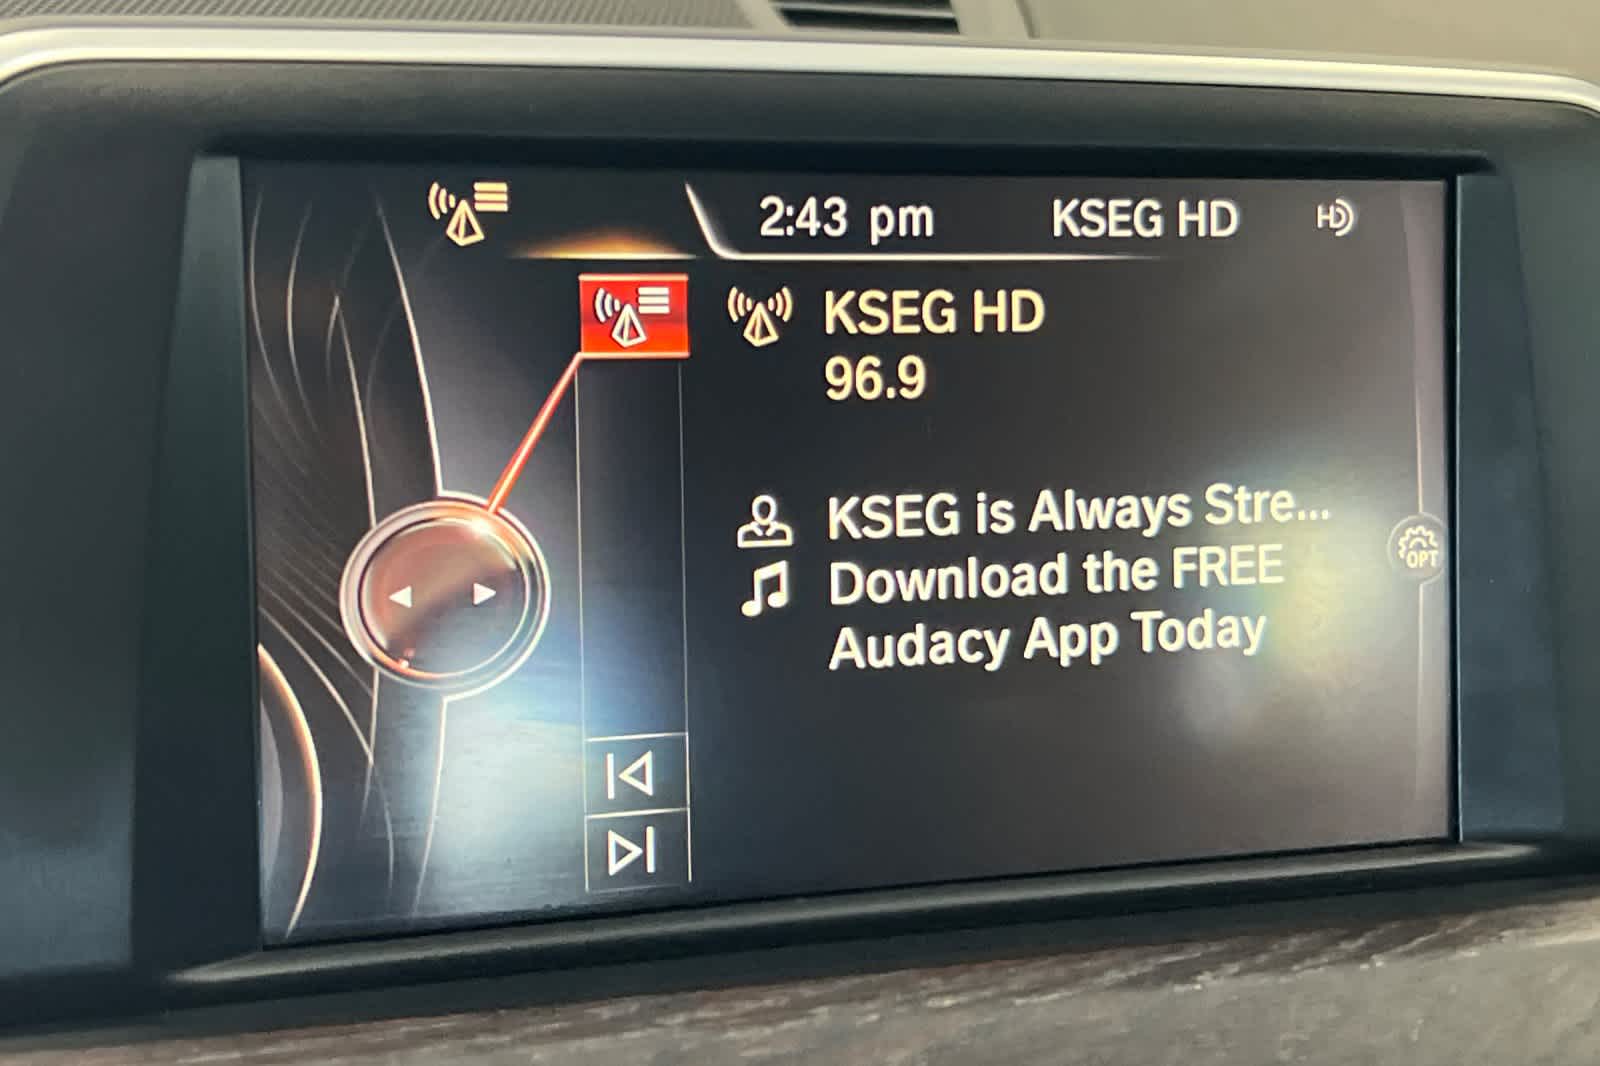 2:43 pm KSEG HD HD
KSEG HD
96.9
KSEG is Always Stre...
Download the FREE
Audacy App Today
OPT